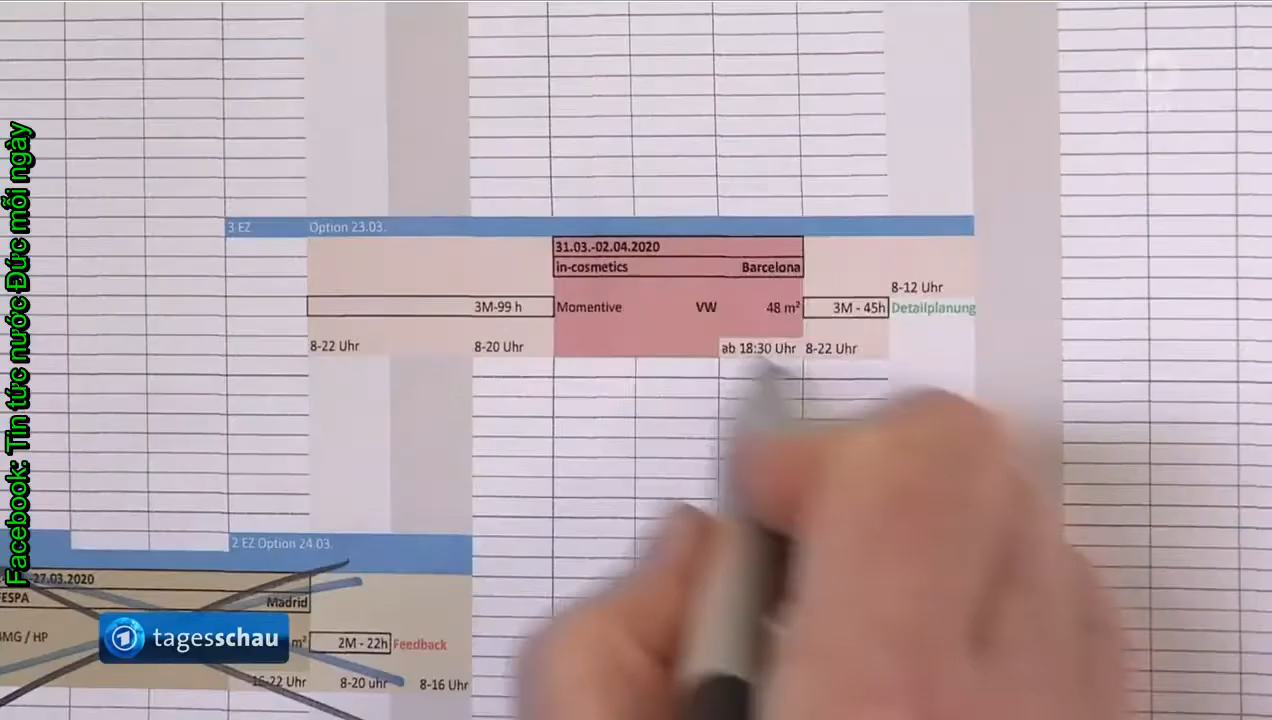 Facebook: Tin tức nước Đức mỗi ngày
3 EZ Option 23.03.
31.03.-02.04.2020
in-cosmetics Barcelona
8-12 Uhr
3M-99 h Momentive VW 48 m² 3M - 45h Detailplanung
8-22 Uhr 8-20 Uhr ab 18:30 Uhr 8-22 Uhr
2 EZ Option 24.03.
-27.03.2020
FESPA Madrid
MG / HP m² 2M - 22h Feedback
16-22 Uhr 8-20 uhr 8-16 Uhr
tagesschau